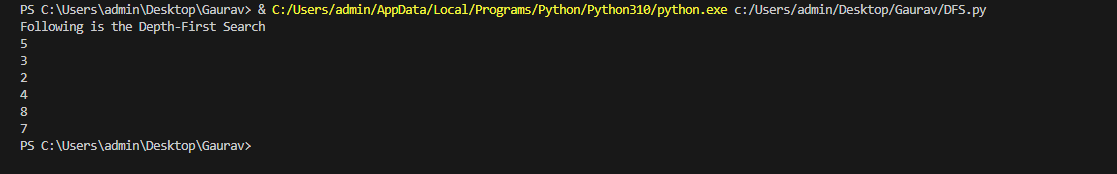 PS C:\Users\admin\Desktop\Gaurav> & C:/Users/admin/AppData/Local/Programs/Python/Python310/python.exe c:/Users/admin/Desktop/Gaurav/DFS.py
Following is the Depth-First Search
5
3
2
4
8
7
PS C:\Users\admin\Desktop\Gaurav>